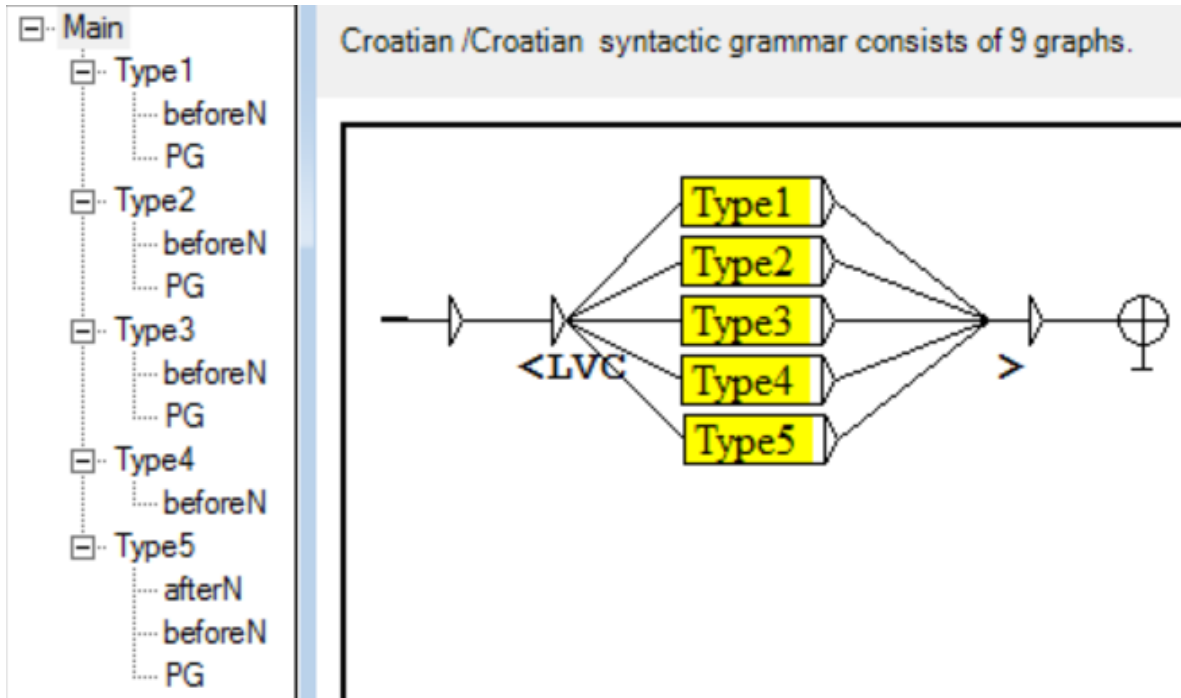 Main
Type1
beforeN
PG
Type2
beforeN
PG
Type3
beforeN
PG
Type4
beforeN
Type5
afterN
beforeN
PG
Croatian /Croatian  syntactic grammar consists of 9 graphs.
Type1
Type2
Type3
<LVC
Type4
>
Type5